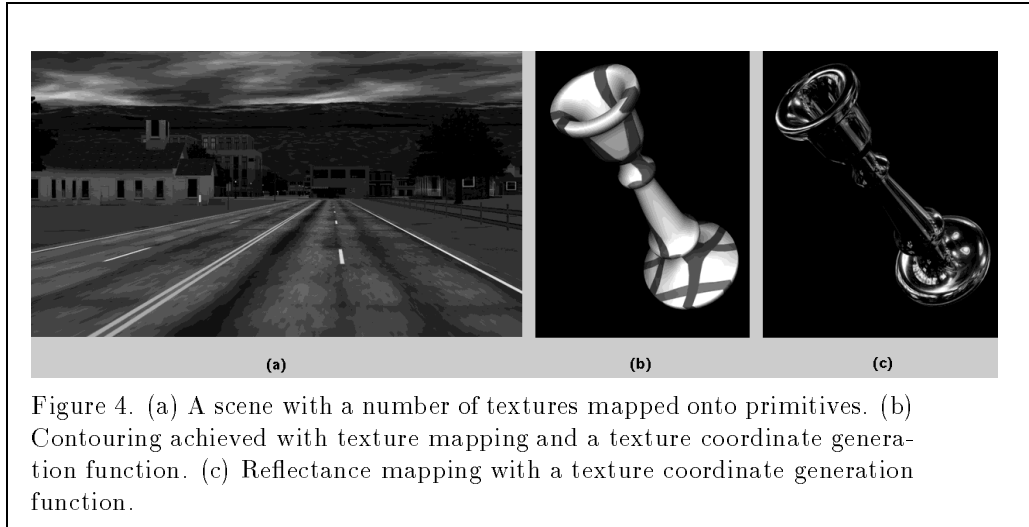 (a) (b) (c)
Figure 4. (a) A scene with a number of textures mapped onto primitives. (b)
Contouring achieved with texture mapping and a texture coordinate genera-
tion function. (c) Reflectance mapping with a texture coordinate generation
function.